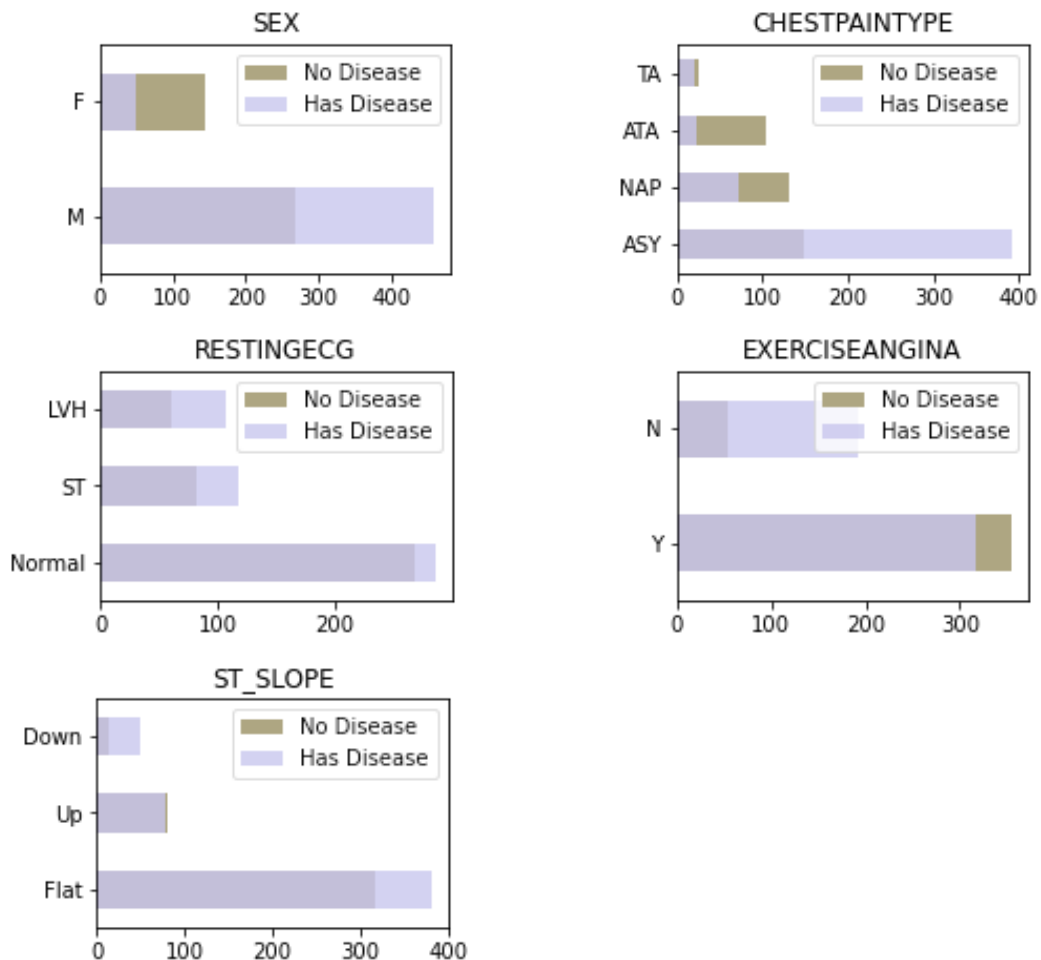 SEX
No Disease
Has Disease
F
M
0 100 200 300 400
CHESTPAINTYPE
No Disease
Has Disease
TA
ATA
NAP
ASY
0 100 200 300 400
RESTINGECG
No Disease
Has Disease
LVH
ST
Normal
0 100 200
EXERCISEANGINA
No Disease
Has Disease
N
Y
0 100 200 300
ST_SLOPE
No Disease
Has Disease
Down
Up
Flat
0 100 200 300 400